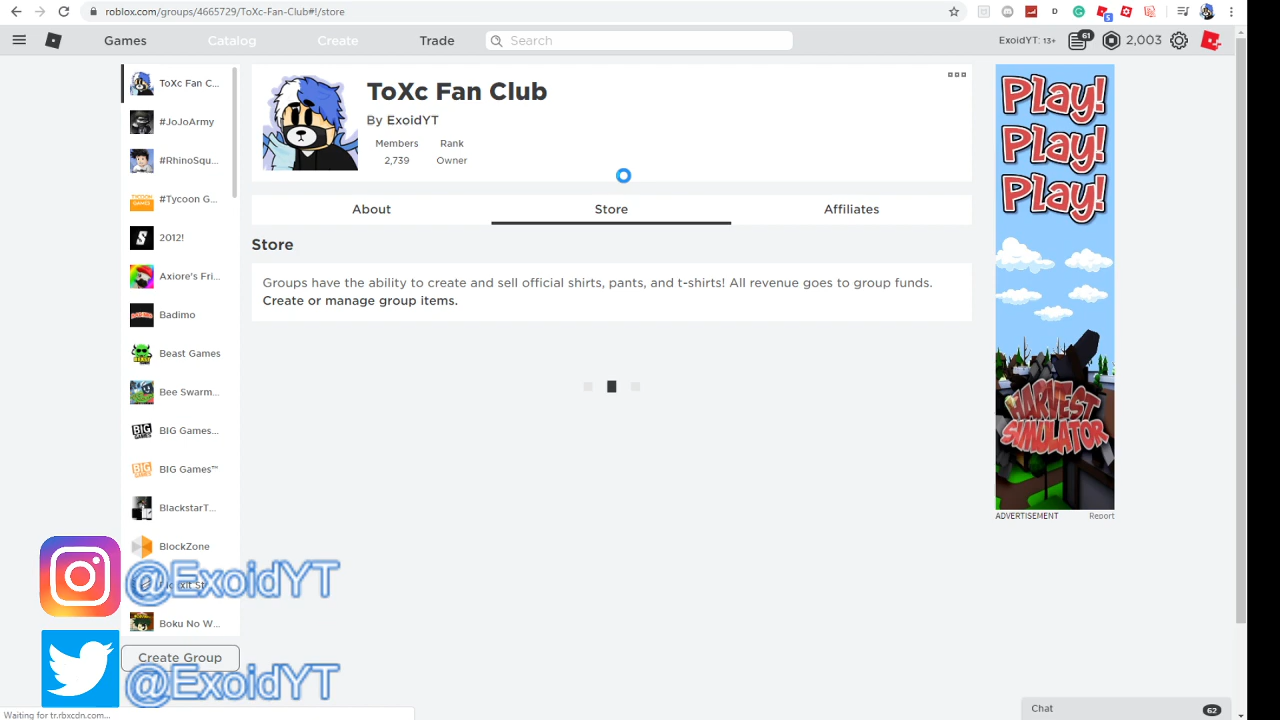 roblox.com/groups/4665729/ToXc-Fan-Club#!/store
D
5
Games
Catalog
Create
Trade
Search
ExoidYT: 13+
61
2,003
ToXc Fan C...
#JoJoArmy
#RhinoSqu...
#Tycoon G...
2012!
Axiore's Fri...
Badimo
Beast Games
Bee Swarm...
BIG Games...
BIG Games™
BlackstarT...
BlockZone
Boku No W...
Create Group
ToXc Fan Club
By ExoidYT
Members
Rank
2,739
Owner
About
Store
Affiliates
Store
Groups have the ability to create and sell official shirts, pants, and t-shirts! All revenue goes to group funds.
Create or manage group items.
Play!
Play!
Play!
HARVEST
SIMULATOR
ADVERTISEMENT
Report
@ExoidYT
@ExoidYT
Waiting for tr.rbxcdn.com...
Chat
62